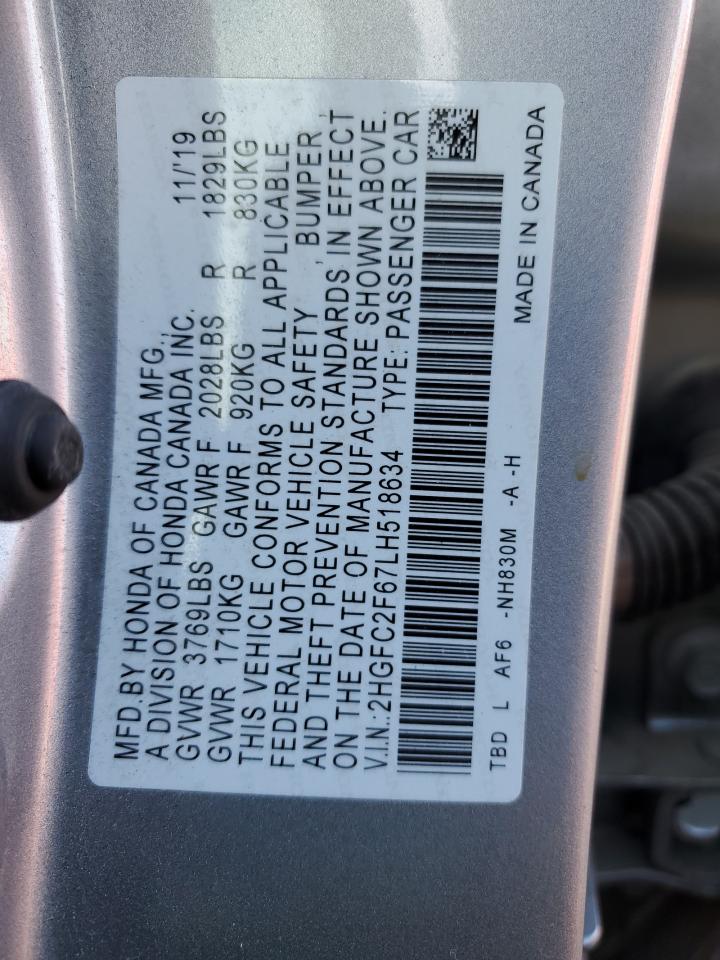 MFD.BY HONDA OF CANADA MFG.,
A DIVISION OF HONDA CANADA INC. 11/'19
GVWR 3769LBS GAWR F 2028LBS R 1829LBS
GVWR 1710KG GAWR F 920KG R 830KG
THIS VEHICLE CONFORMS TO ALL APPLICABLE
FEDERAL MOTOR VEHICLE SAFETY , BUMPER ,
AND THEFT PREVENTION STANDARDS IN EFFECT
ON THE DATE OF MANUFACTURE SHOWN ABOVE.
V.I.N.:2HGFC2F67LH518634 TYPE: PASSENGER CAR
TBD L AF6 -NH830M -A -H MADE IN CANADA